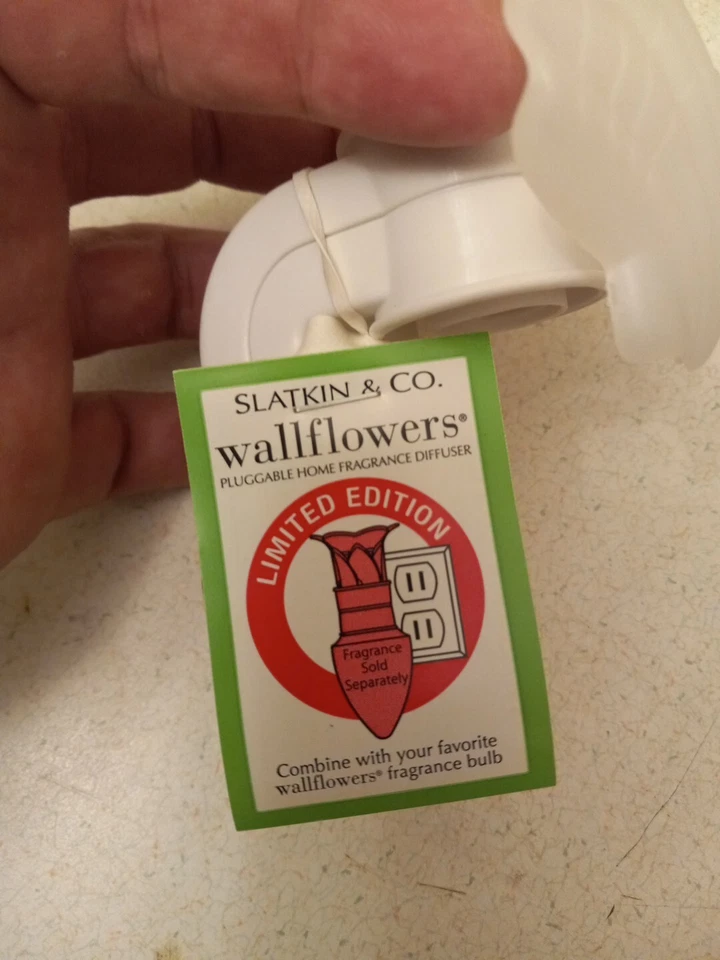 SLATKIN & CO.
wallflowers®
PLUGGABLE HOME FRAGRANCE DIFFUSER
LIMITED EDITION
Fragrance
Sold
Separately
Combine with your favorite
wallflowers® fragrance bulb